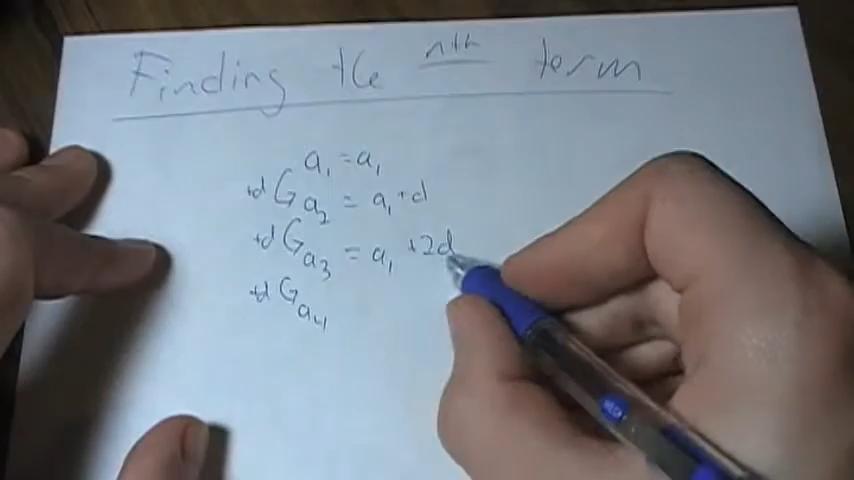 Finding the nth term
a₁ = a₁
+d a₂ = a₁ + d
+d a₃ = a₁ + 2d
+d a₄